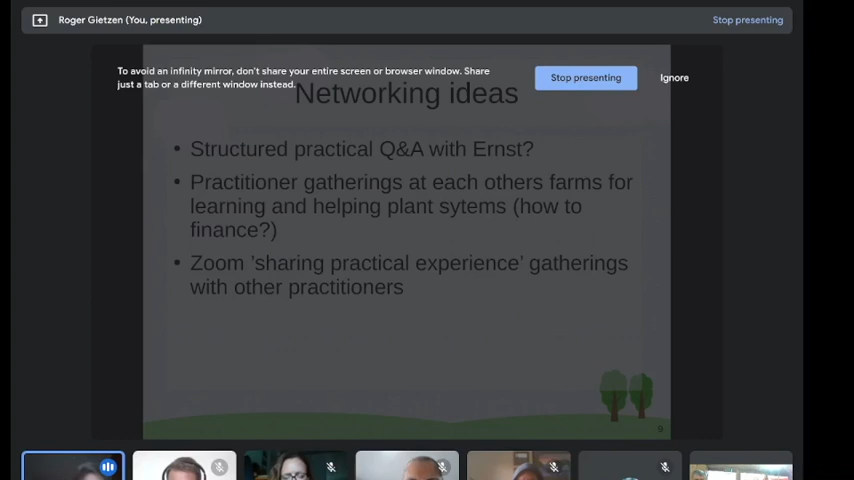 Roger Gietzen (You, presenting)
Stop presenting
To avoid an infinity mirror, don't share your entire screen or browser window. Share
just a tab or a different window instead.
Stop presenting
Ignore
Networking ideas
• Structured practical Q&A with Ernst?
• Practitioner gatherings at each others farms for
learning and helping plant sytems (how to
finance?)
• Zoom 'sharing practical experience' gatherings
with other practitioners
9